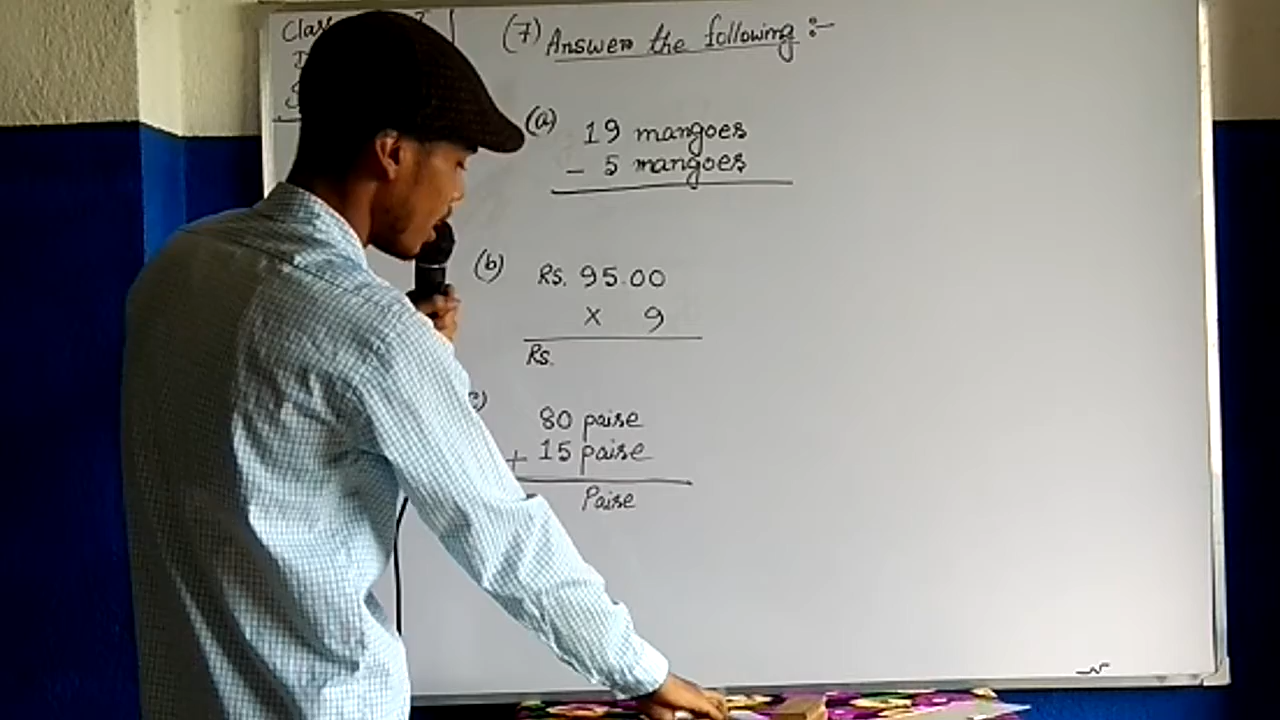 (7) Answer the following :-
(a) 19 mangoes
- 5 mangoes
(b) Rs. 95.00
x 9
Rs.
80 paise
+ 15 paise
Paise